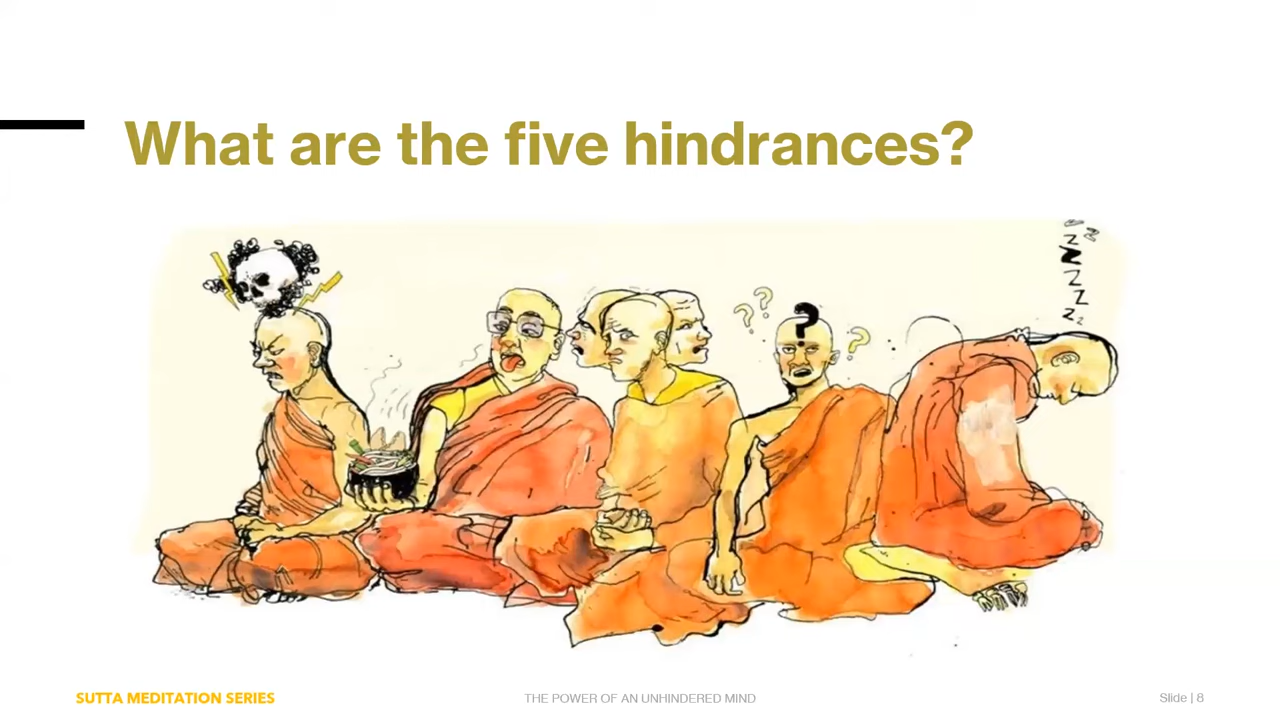 What are the five hindrances?
z
z
z
z
z
z
z
z
? ? ? ?
SUTTA MEDITATION SERIES
THE POWER OF AN UNHINDERED MIND
Slide | 8